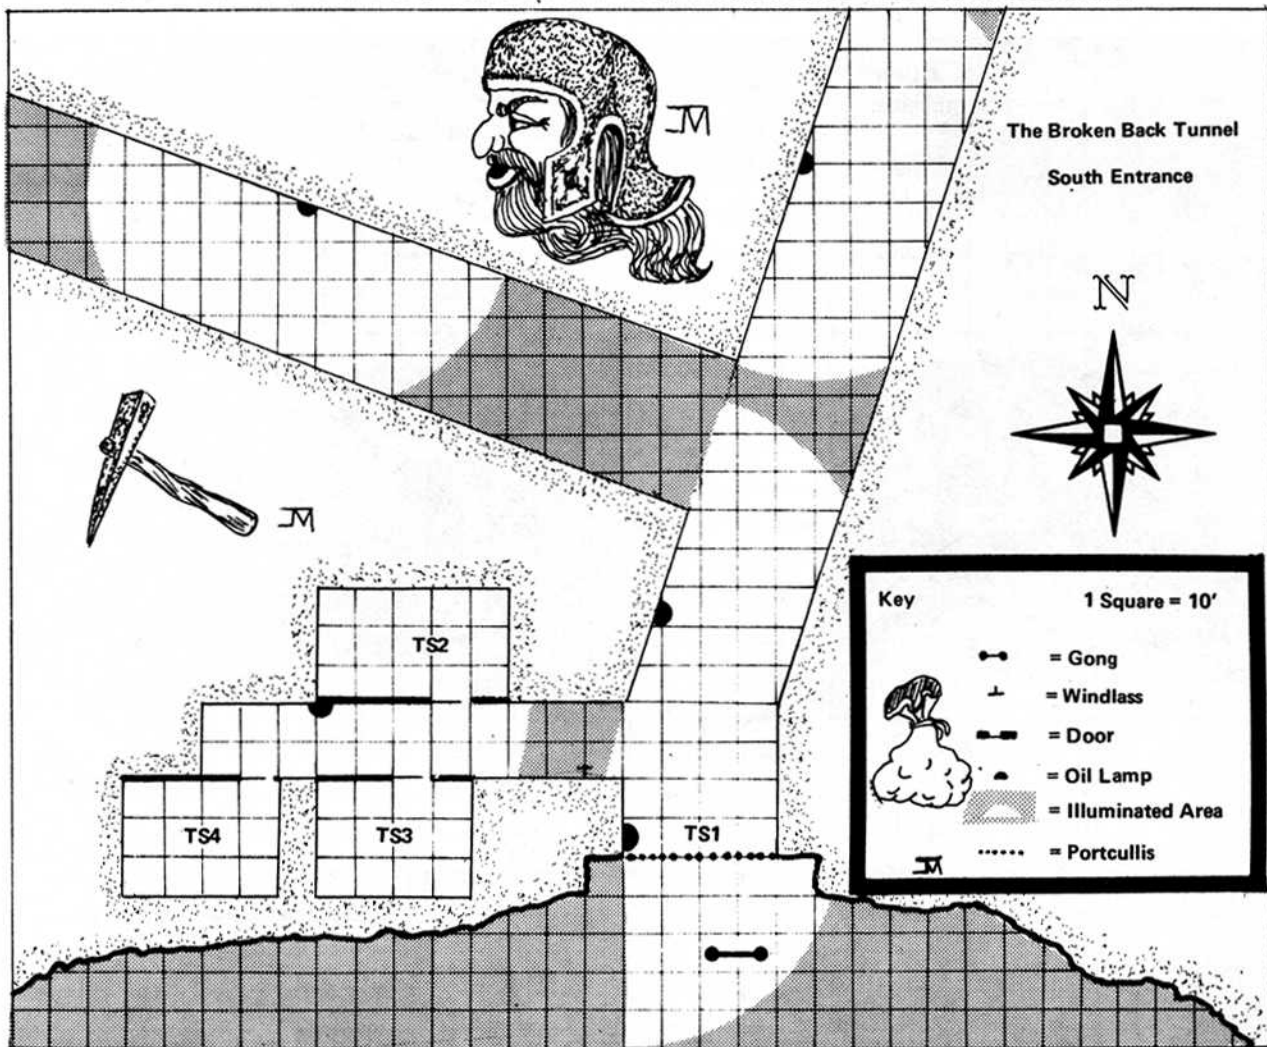 The Broken Back Tunnel
South Entrance
N
TS2
TS4
TS3
TS1
Key
1 Square = 10'
= Gong
= Windlass
= Door
= Oil Lamp
= Illuminated Area
= Portcullis